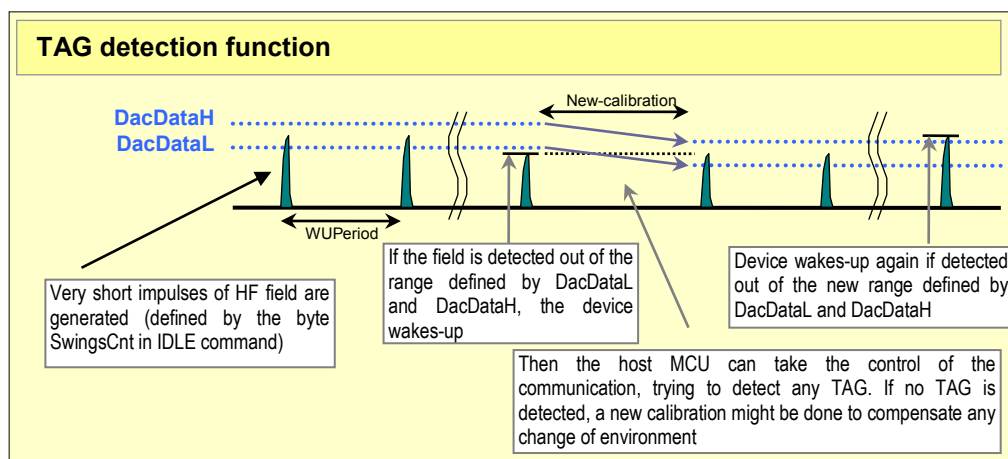 TAG detection function
New-calibration
DacDataH
DacDataL
WUPeriod
Very short impulses of HF field are
generated (defined by the byte
SwingsCnt in IDLE command)
If the field is detected out of the
range defined by DacDataL
and DacDataH, the device
wakes-up
Device wakes-up again if detected
out of the new range defined by
DacDataL and DacDataH
Then the host MCU can take the control of the
communication, trying to detect any TAG. If no TAG is
detected, a new calibration might be done to compensate any
change of environment